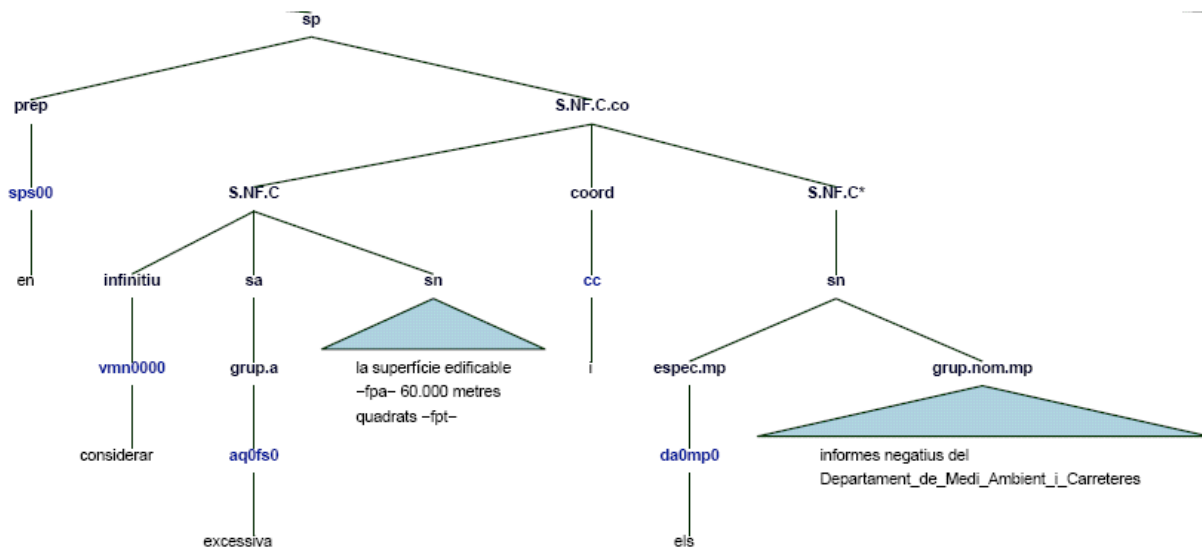 sp
prep S.NF.C.co
sps00 S.NF.C coord S.NF.C*
en infinitiu sa sn cc sn
vmn0000 grup.a la superfície edificable i espec.mp grup.nom.mp
–fpa– 60.000 metres
quadrats –fpt–
considerar aq0fs0 da0mp0 informes negatius del
Departament_de_Medi_Ambient_i_Carreteres
excessiva els